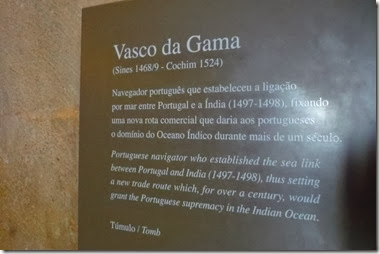 Vasco da Gama
(Sines 1468/9 - Cochim 1524)
Navegador português que estabeleceu a ligação
por mar entre Portugal e a Índia (1497-1498), fixando
uma nova rota comercial que daria aos portugueses
o domínio do Oceano Índico durante mais de um século.
Portuguese navigator who established the sea link
between Portugal and India (1497-1498), thus setting
a new trade route which, for over a century, would
grant the Portuguese supremacy in the Indian Ocean.
Túmulo / Tomb